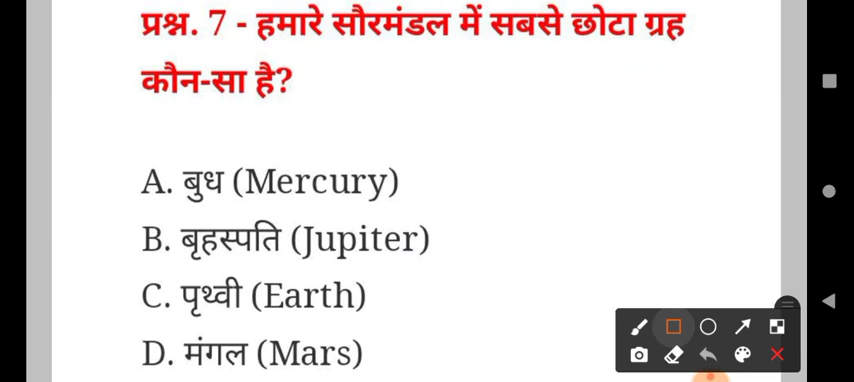 प्रश्न. 7 - हमारे सौरमंडल में सबसे छोटा ग्रह
कौन-सा है?
A. बुध (Mercury)
B. बृहस्पति (Jupiter)
C. पृथ्वी (Earth)
D. मंगल (Mars)